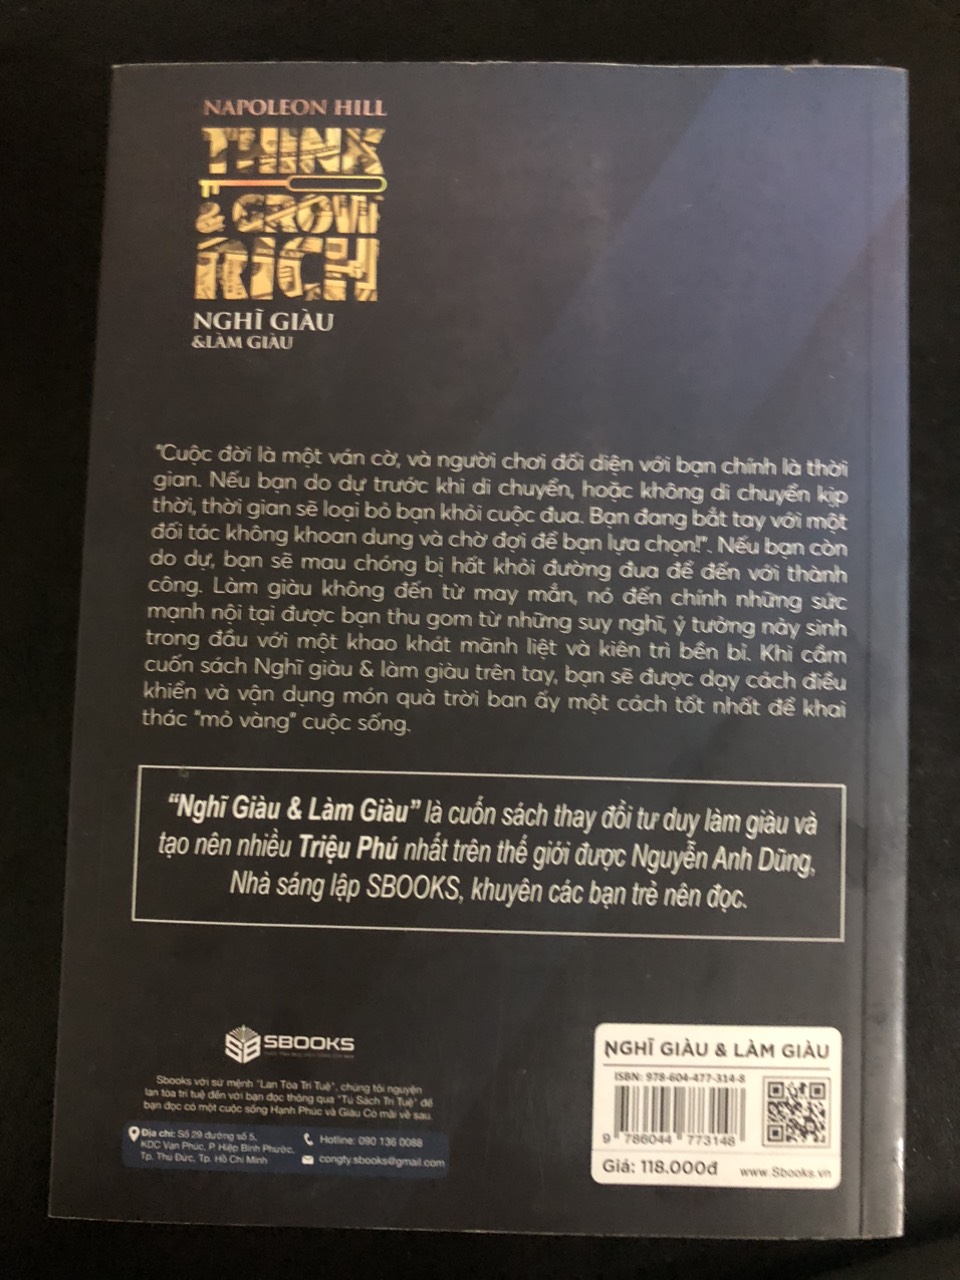 NAPOLEON HILL
THINK
& GROW
RICH
NGHĨ GIÀU
&LÀM GIÀU
"Cuộc đời là một ván cờ, và người chơi đối diện với bạn chính là thời
gian. Nếu bạn do dự trước khi di chuyển, hoặc không di chuyển kịp
thời, thời gian sẽ loại bỏ bạn khỏi cuộc đua. Bạn đang bắt tay với một
đối tác không khoan dung và chờ đợi để bạn lựa chọn!". Nếu bạn còn
do dự, bạn sẽ mau chóng bị hất khỏi đường đua để đến với thành
công. Làm giàu không đến từ may mắn, nó đến chính những sức
mạnh nội tại được bạn thu gom từ những suy nghĩ, ý tưởng nảy sinh
trong đầu với một khao khát mãnh liệt và kiên trì bền bỉ. Khi cầm
cuốn sách Nghĩ giàu & làm giàu trên tay, bạn sẽ được dạy cách điều
khiển và vận dụng món quà trời ban ấy một cách tốt nhất để khai
thác "mỏ vàng" cuộc sống.
"Nghĩ Giàu & Làm Giàu" là cuốn sách thay đổi tư duy làm giàu và
tạo nên nhiều Triệu Phú nhất trên thế giới được Nguyễn Anh Dũng,
Nhà sáng lập SBOOKS, khuyên các bạn trẻ nên đọc.
SBOOKS
Sbooks với sứ mệnh "Lan Tỏa Trí Tuệ", chúng tôi nguyện
lan tỏa trí tuệ đến với bạn đọc thông qua "Tủ Sách Trí Tuệ" để
bạn đọc có một cuộc sống Hạnh Phúc và Giàu Có mãi về sau.
Địa chỉ: Số 29 đường số 5,
KDC Vạn Phúc, P. Hiệp Bình Phước,
Tp. Thủ Đức, Tp. Hồ Chí Minh
Hotline: 090 136 0088
congty.sbooks@gmail.com
NGHĨ GIÀU & LÀM GIÀU
ISBN: 978-604-477-314-8
9 786044 773148
Giá: 118.000đ
www.Sbooks.vn